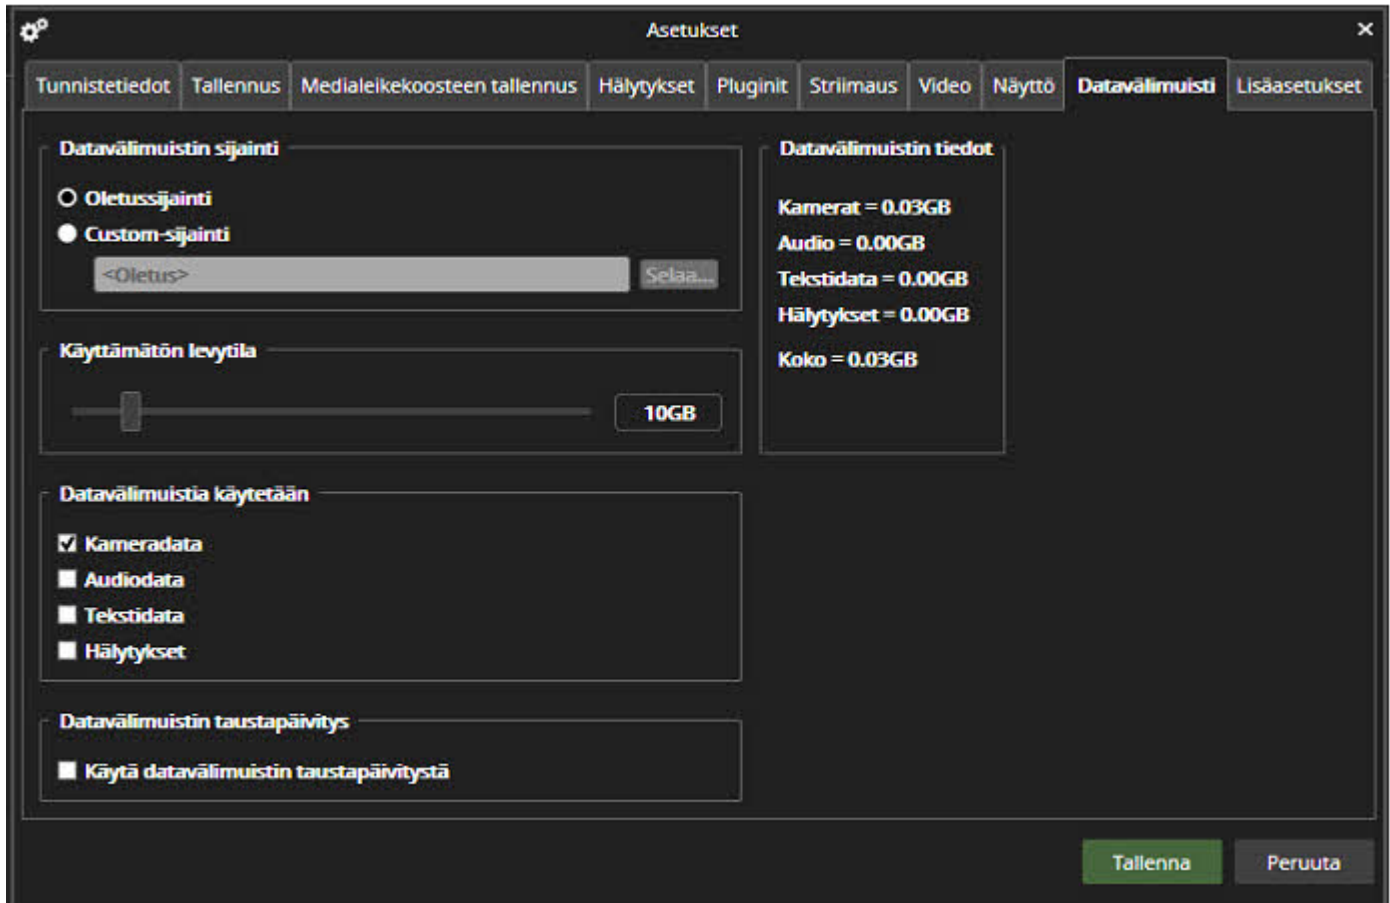 Asetukset
Tunnistetiedot Tallennus Medialeikekoosteen tallennus Hälytykset Pluginit Striimaus Video Näyttö Datavälimuisti Lisäasetukset
Datavälimuistin sijainti
Oletussijainti
Custom-sijainti
<Oletus> Selaa...
Käyttämätön levytila
10GB
Datavälimuistia käytetään
Kameradata
Audiodata
Tekstidata
Hälytykset
Datavälimuistin taustapäivitys
Käytä datavälimuistin taustapäivitystä
Datavälimuistin tiedot
Kamerat = 0.03GB
Audio = 0.00GB
Tekstidata = 0.00GB
Hälytykset = 0.00GB
Koko = 0.03GB
Tallenna Peruuta